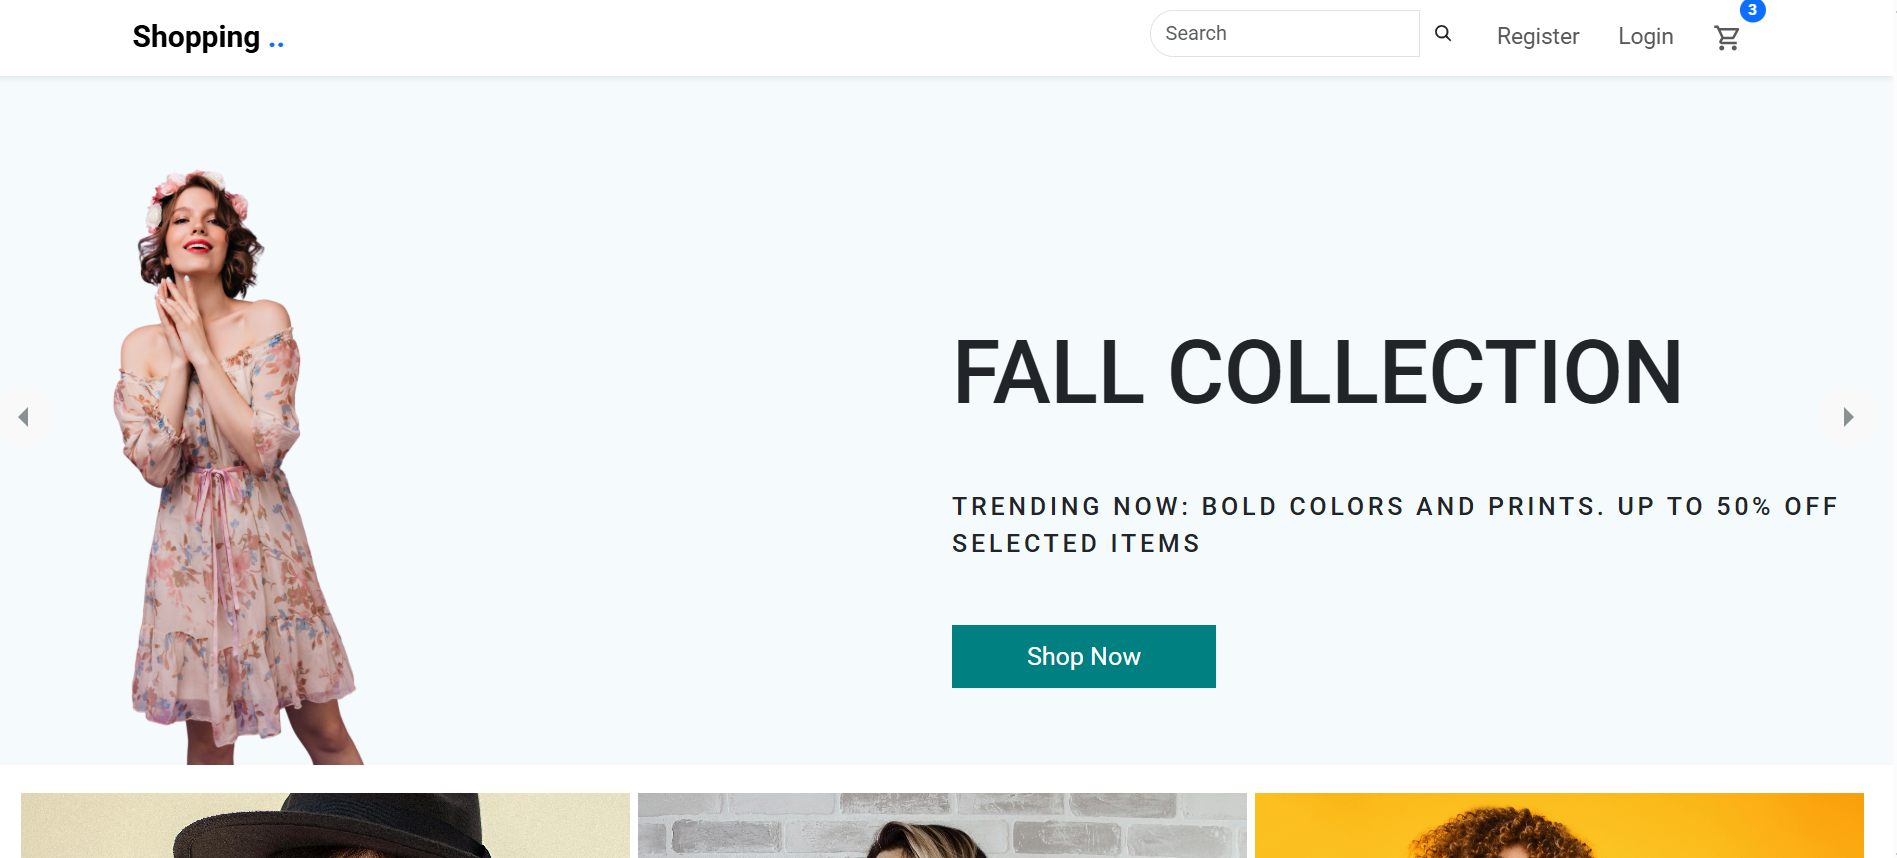 Shopping ..
Search
Register
Login
3
FALL COLLECTION
TRENDING NOW: BOLD COLORS AND PRINTS. UP TO 50% OFF
SELECTED ITEMS
Shop Now